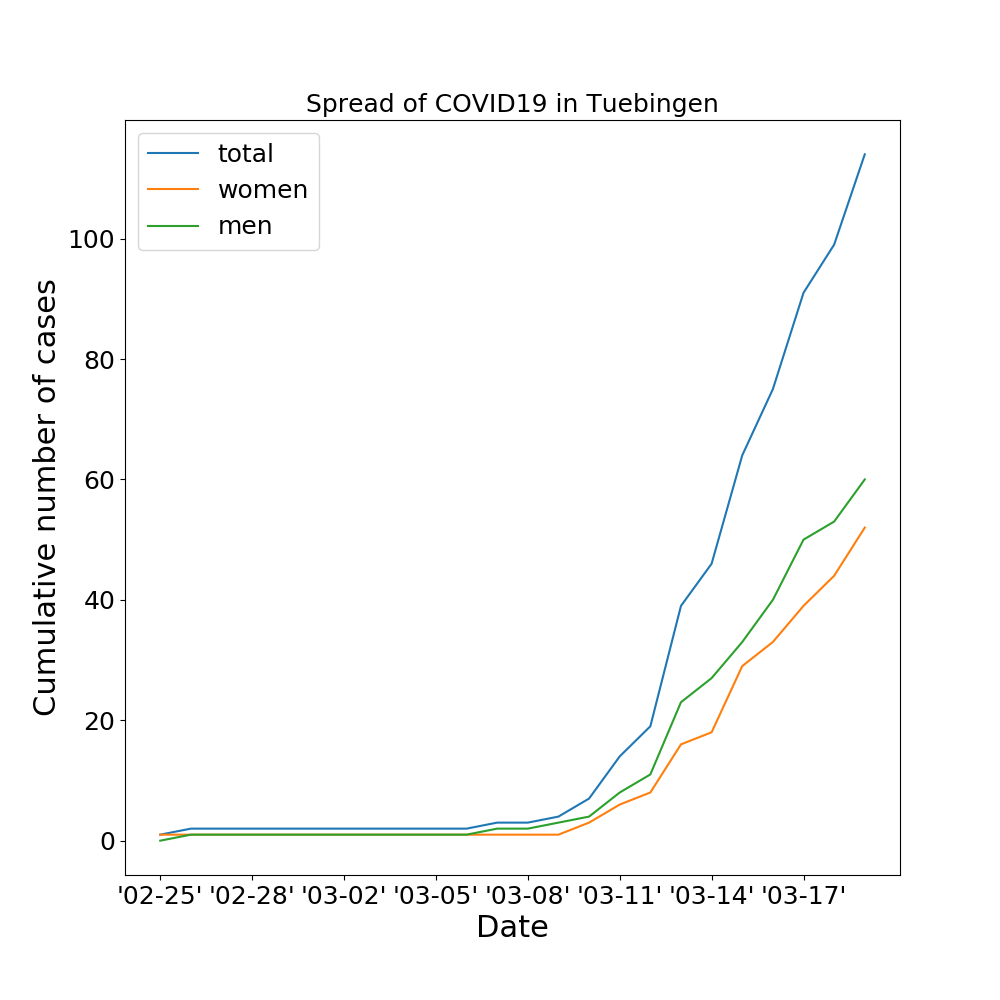 Spread of COVID19 in Tuebingen
total
women
men
100
80
60
40
20
0
Cumulative number of cases
'02-25' '02-28' '03-02' '03-05' '03-08' '03-11' '03-14' '03-17'
Date